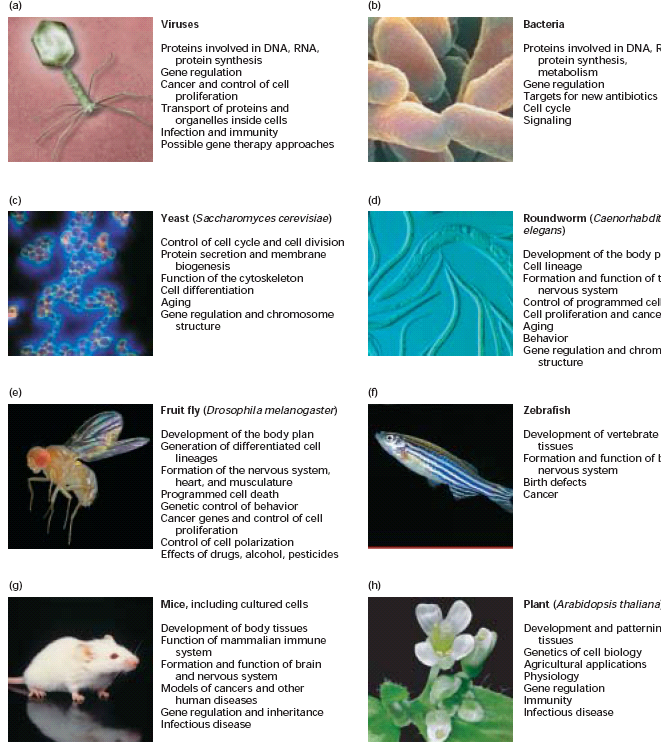 (a)
Viruses
Proteins involved in DNA, RNA,
protein synthesis
Gene regulation
Cancer and control of cell
proliferation
Transport of proteins and
organelles inside cells
Infection and immunity
Possible gene therapy approaches
(b)
Bacteria
Proteins involved in DNA,
protein synthesis,
metabolism
Gene regulation
Targets for new antibiotics
Cell cycle
Signaling
(c)
Yeast (Saccharomyces cerevisiae)
Control of cell cycle and cell division
Protein secretion and membrane
biogenesis
Function of the cytoskeleton
Cell differentiation
Aging
Gene regulation and chromosome
structure
(d)
Roundworm
elegans)
Development of the body
Cell lineage
Formation and function of
nervous system
Control of programmed
Cell proliferation and
Aging
Behavior
Gene regulation and
structure
(e)
Fruit fly (Drosophila melanogaster)
Development of the body plan
Generation of differentiated cell
lineages
Formation of the nervous system,
heart, and musculature
Programmed cell death
Genetic control of behavior
Cancer genes and control of cell
proliferation
Control of cell polarization
Effects of drugs, alcohol, pesticides
(f)
Zebrafish
Development of vertebrate
tissues
Formation and function of
nervous system
Birth defects
Cancer
(g)
Mice, including cultured cells
Development of body tissues
Function of mammalian immune
system
Formation and function of brain
and nervous system
Models of cancers and other
human diseases
Gene regulation and inheritance
Infectious disease
(h)
Plant (Arabidopsis thaliana)
Development and
tissues
Genetics of cell biology
Agricultural applications
Physiology
Gene regulation
Immunity
Infectious disease